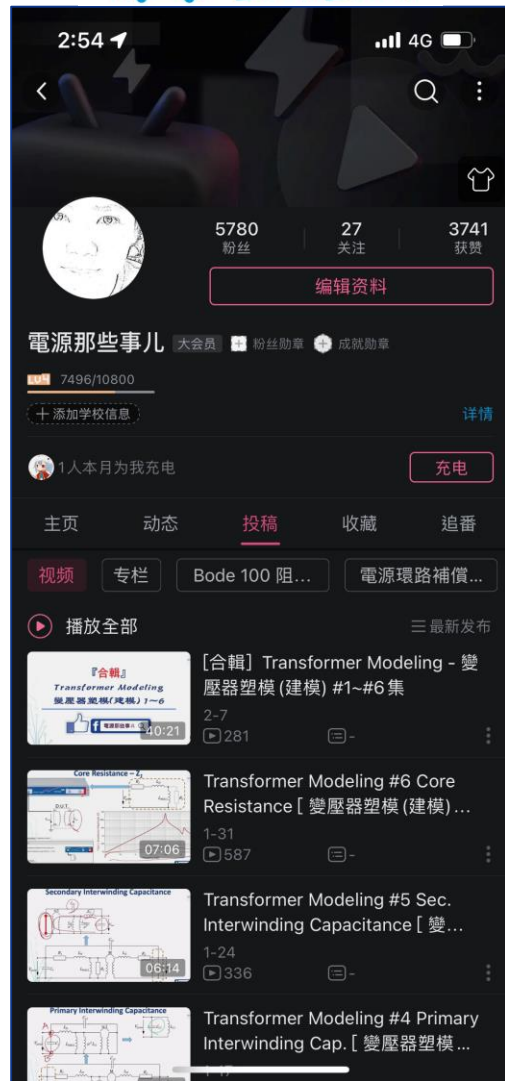 2:54
4G
5780
27
3741
粉丝
关注
获赞
编辑资料
電源那些事儿 大会员 粉丝勋章 成就勋章
LV4 7496/10800
+ 添加学校信息
详情
1人本月为我充电
充电
主页 动态 投稿 收藏 追番
视频 专栏 Bode 100 阻... 電源環路補償...
播放全部
最新发布
『合輯』
Transformer Modeling
變壓器塑模(建模) 1~6
電源那些事儿
40:21
[合輯] Transformer Modeling - 變
壓器塑模 (建模) #1~#6 集
2-7
281
-
Core Resistance – Z
D.U.T.
07:06
Transformer Modeling #6 Core
Resistance [ 變壓器塑模 (建模) ...
1-31
587
-
Secondary Interwinding Capacitance
06:14
Transformer Modeling #5 Sec.
Interwinding Capacitance [ 變...
1-24
336
-
Primary Interwinding Capacitance
Transformer Modeling #4 Primary
Interwinding Cap. [ 變壓器塑模 ...